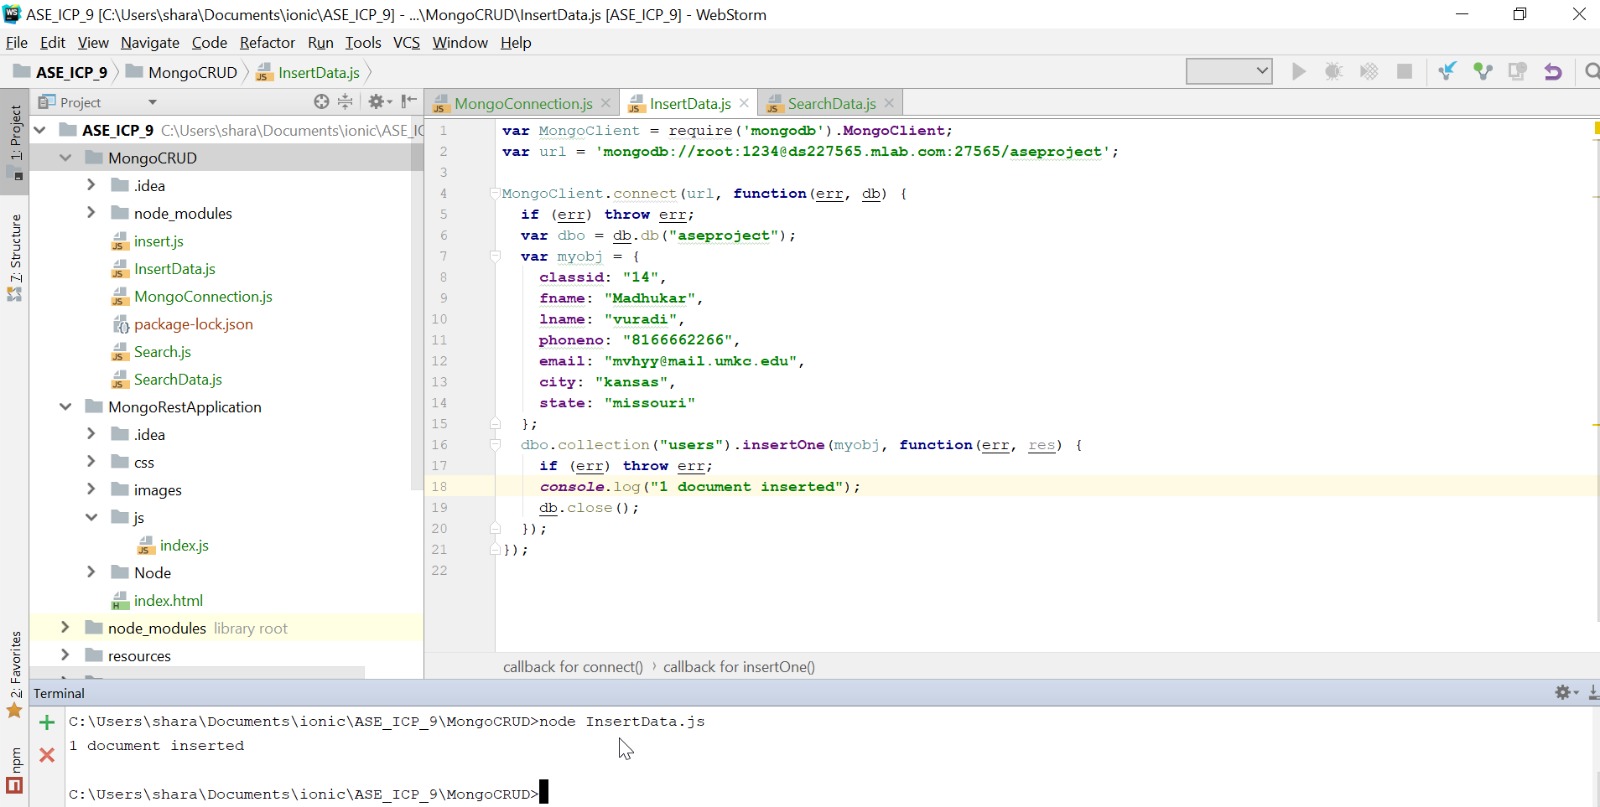 WS ASE_ICP_9 [C:\Users\shara\Documents\ionic\ASE_ICP_9] - ...\MongoCRUD\InsertData.js [ASE_ICP_9] - WebStorm
File Edit View Navigate Code Refactor Run Tools VCS Window Help
ASE_ICP_9 MongoCRUD InsertData.js
Project
MongoConnection.js InsertData.js SearchData.js
1: Project
7: Structure
2: Favorites
npm
ASE_ICP_9 C:\Users\shara\Documents\ionic\ASE_IC
MongoCRUD
.idea
node_modules
insert.js
InsertData.js
MongoConnection.js
package-lock.json
Search.js
SearchData.js
MongoRestApplication
.idea
css
images
js
index.js
Node
index.html
node_modules library root
resources
1 var MongoClient = require('mongodb').MongoClient;
2 var url = 'mongodb://root:1234@ds227565.mlab.com:27565/aseproject';
3
4 MongoClient.connect(url, function(err, db) {
5 if (err) throw err;
6 var dbo = db.db("aseproject");
7 var myobj = {
8 classid: "14",
9 fname: "Madhukar",
10 lname: "vuradi",
11 phoneno: "8166662266",
12 email: "mvhyy@mail.umkc.edu",
13 city: "kansas",
14 state: "missouri"
15 };
16 dbo.collection("users").insertOne(myobj, function(err, res) {
17 if (err) throw err;
18 console.log("1 document inserted");
19 db.close();
20 });
21 });
22
callback for connect() › callback for insertOne()
Terminal
C:\Users\shara\Documents\ionic\ASE_ICP_9\MongoCRUD>node InsertData.js
1 document inserted
C:\Users\shara\Documents\ionic\ASE_ICP_9\MongoCRUD>